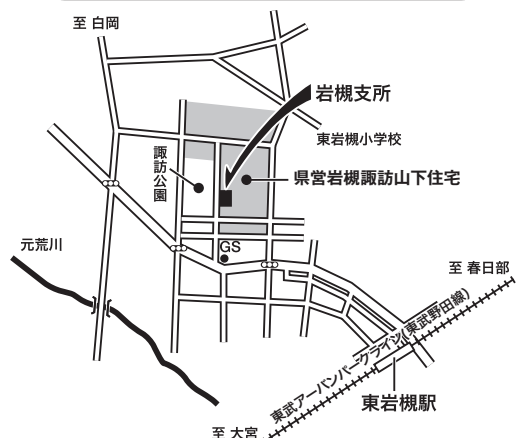 至 白岡
岩槻支所
東岩槻小学校
諏訪公園
県営岩槻諏訪山下住宅
元荒川
GS
至 春日部
東武アーバンパークライン(東武野田線)
東岩槻駅
至 大宮